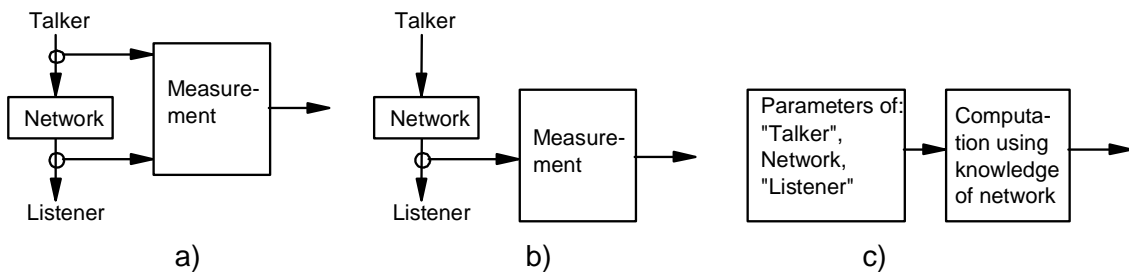 Talker
Network
Listener
Measure-
ment
a)
Talker
Network
Listener
Measure-
ment
b)
Parameters of:
"Talker",
Network,
"Listener"
Computa-
tion using
knowledge
of network
c)